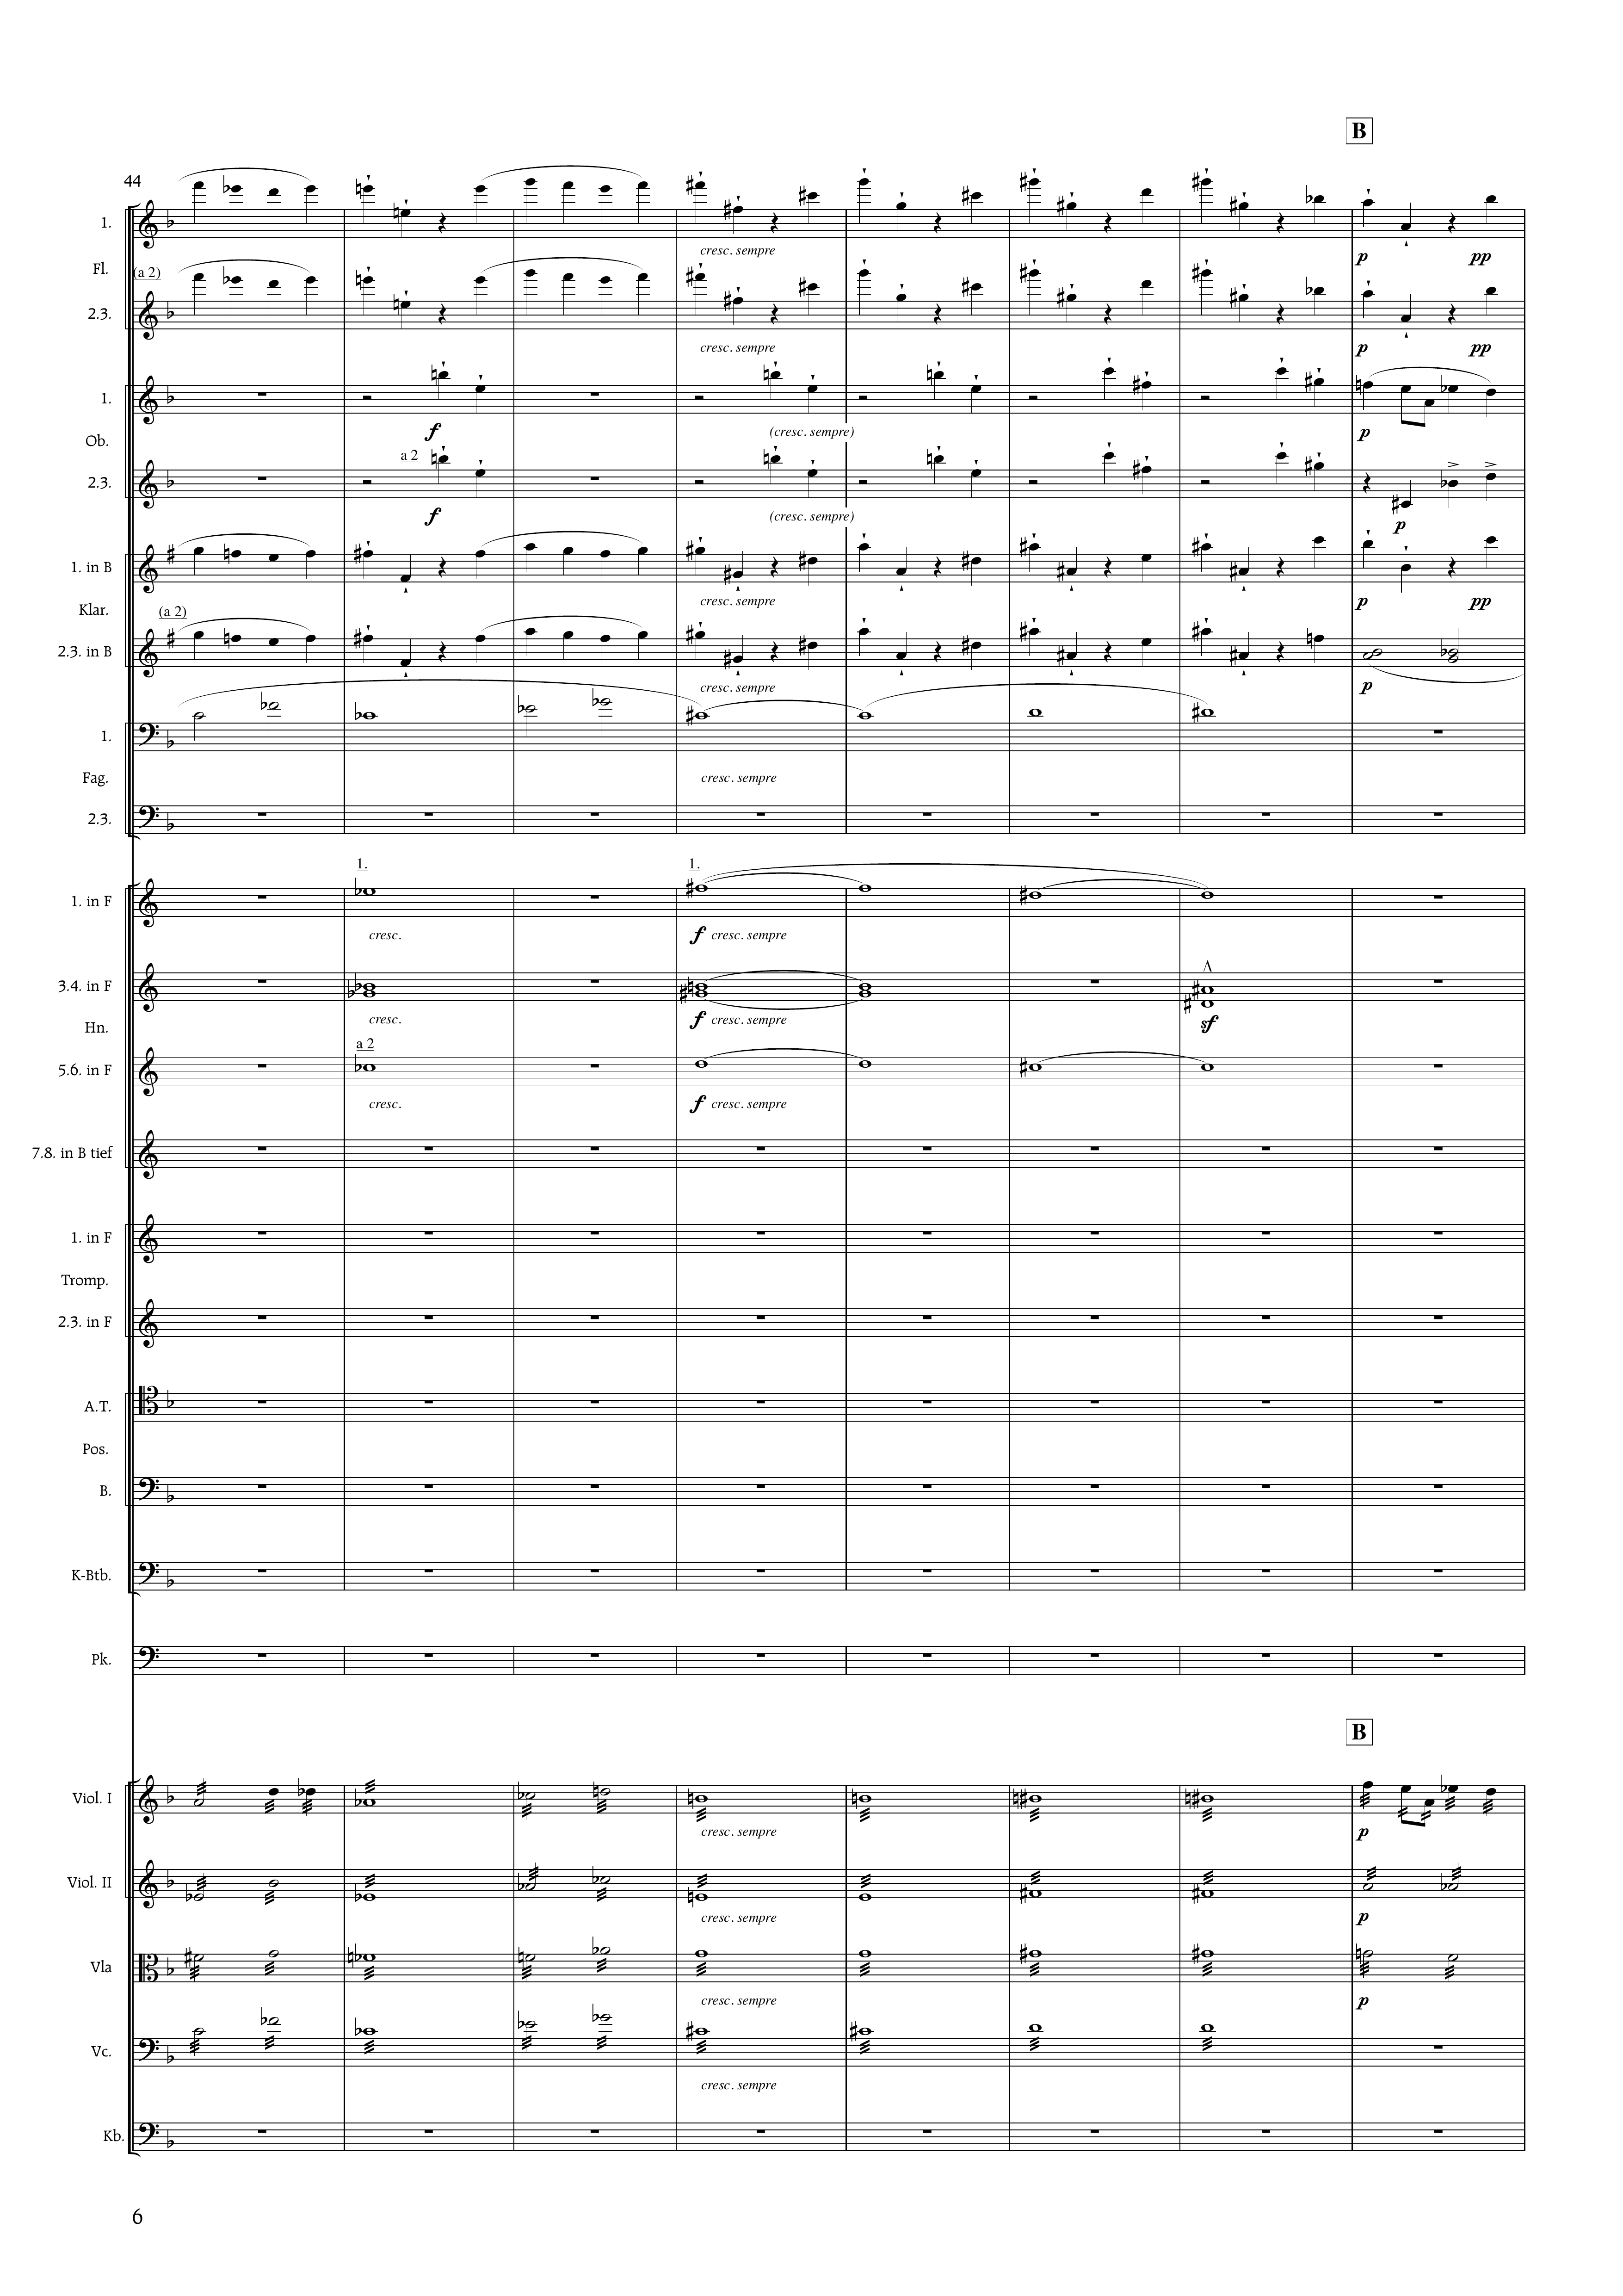 B
44
1.
cresc. sempre
p
pp
Fl.
(a 2)
2.3.
cresc. sempre
p
pp
1.
f
(cresc. sempre)
p
Ob.
a 2
2.3.
f
(cresc. sempre)
p
1. in B
cresc. sempre
p
pp
Klar.
(a 2)
2.3. in B
cresc. sempre
p
1.
Fag.
cresc. sempre
2.3.
1.
1.
1. in F
cresc.
f cresc. sempre
3.4. in F
cresc.
f cresc. sempre
sf
Hn.
a 2
5.6. in F
cresc.
f cresc. sempre
7.8. in B tief
1. in F
Tromp.
2.3. in F
A.T.
Pos.
B.
K-Btb.
Pk.
B
Viol. I
cresc. sempre
p
Viol. II
cresc. sempre
p
Vla
cresc. sempre
p
Vc.
cresc. sempre
Kb.
6